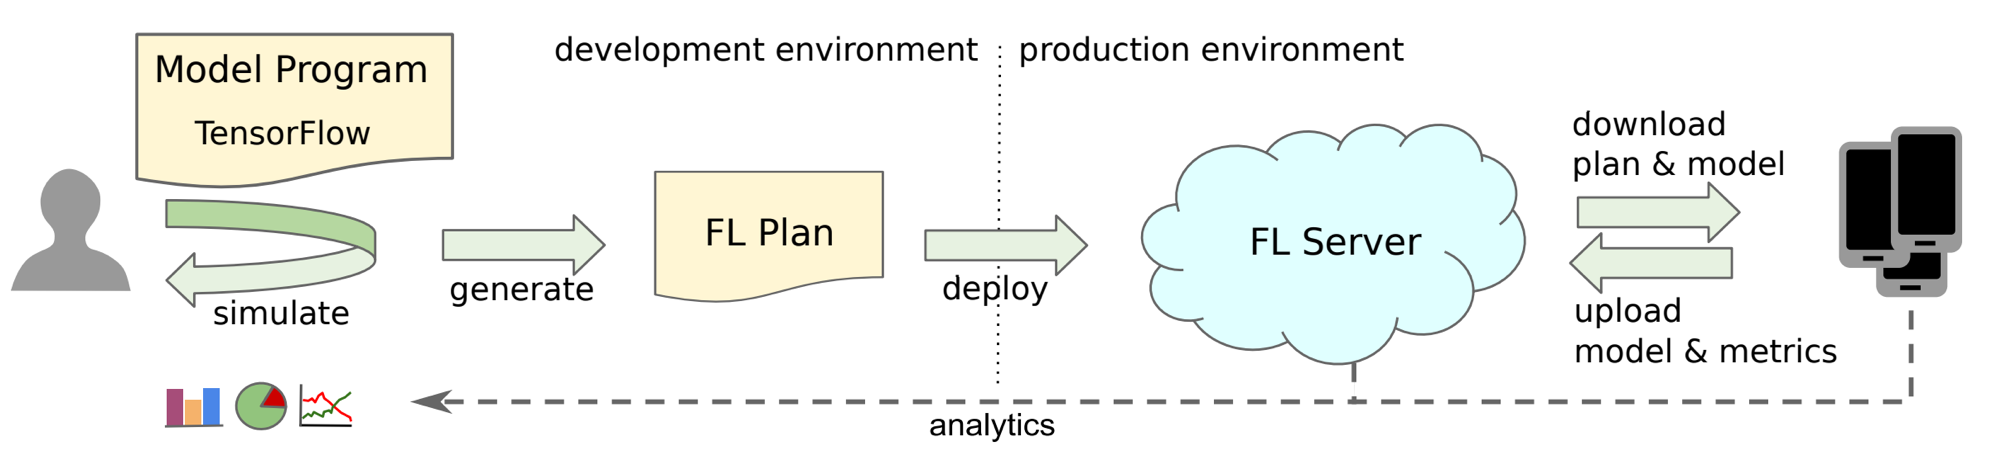 Model Program
TensorFlow
simulate
generate
development environment
production environment
FL Plan
deploy
FL Server
download
plan & model
upload
model & metrics
analytics